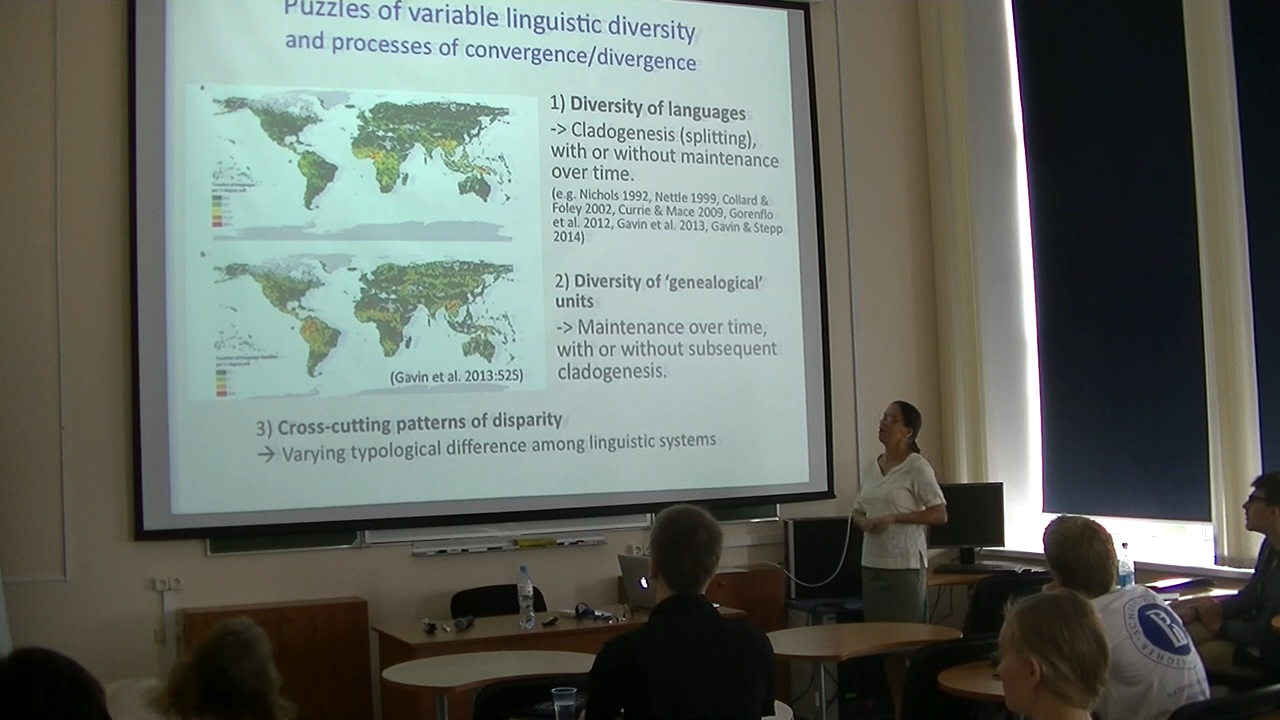 Puzzles of variable linguistic diversity
and processes of convergence/divergence
a
1) Diversity of languages
-> Cladogenesis (splitting),
with or without maintenance
over time.
(e.g. Nichols 1992, Nettle 1999, Collard &
Foley 2002, Currie & Mace 2009, Gorenflo
et al. 2012, Gavin et al. 2013, Gavin & Stepp
2014)
b
2) Diversity of ‘genealogical’
units
-> Maintenance over time,
with or without subsequent
cladogenesis.
(Gavin et al. 2013:525)
3) Cross-cutting patterns of disparity
→ Varying typological difference among linguistic systems